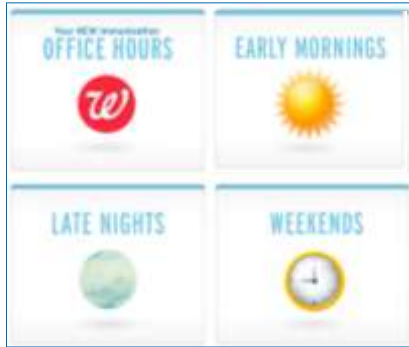 Your NEW Immunization
OFFICE HOURS
EARLY MORNINGS
LATE NIGHTS
WEEKENDS